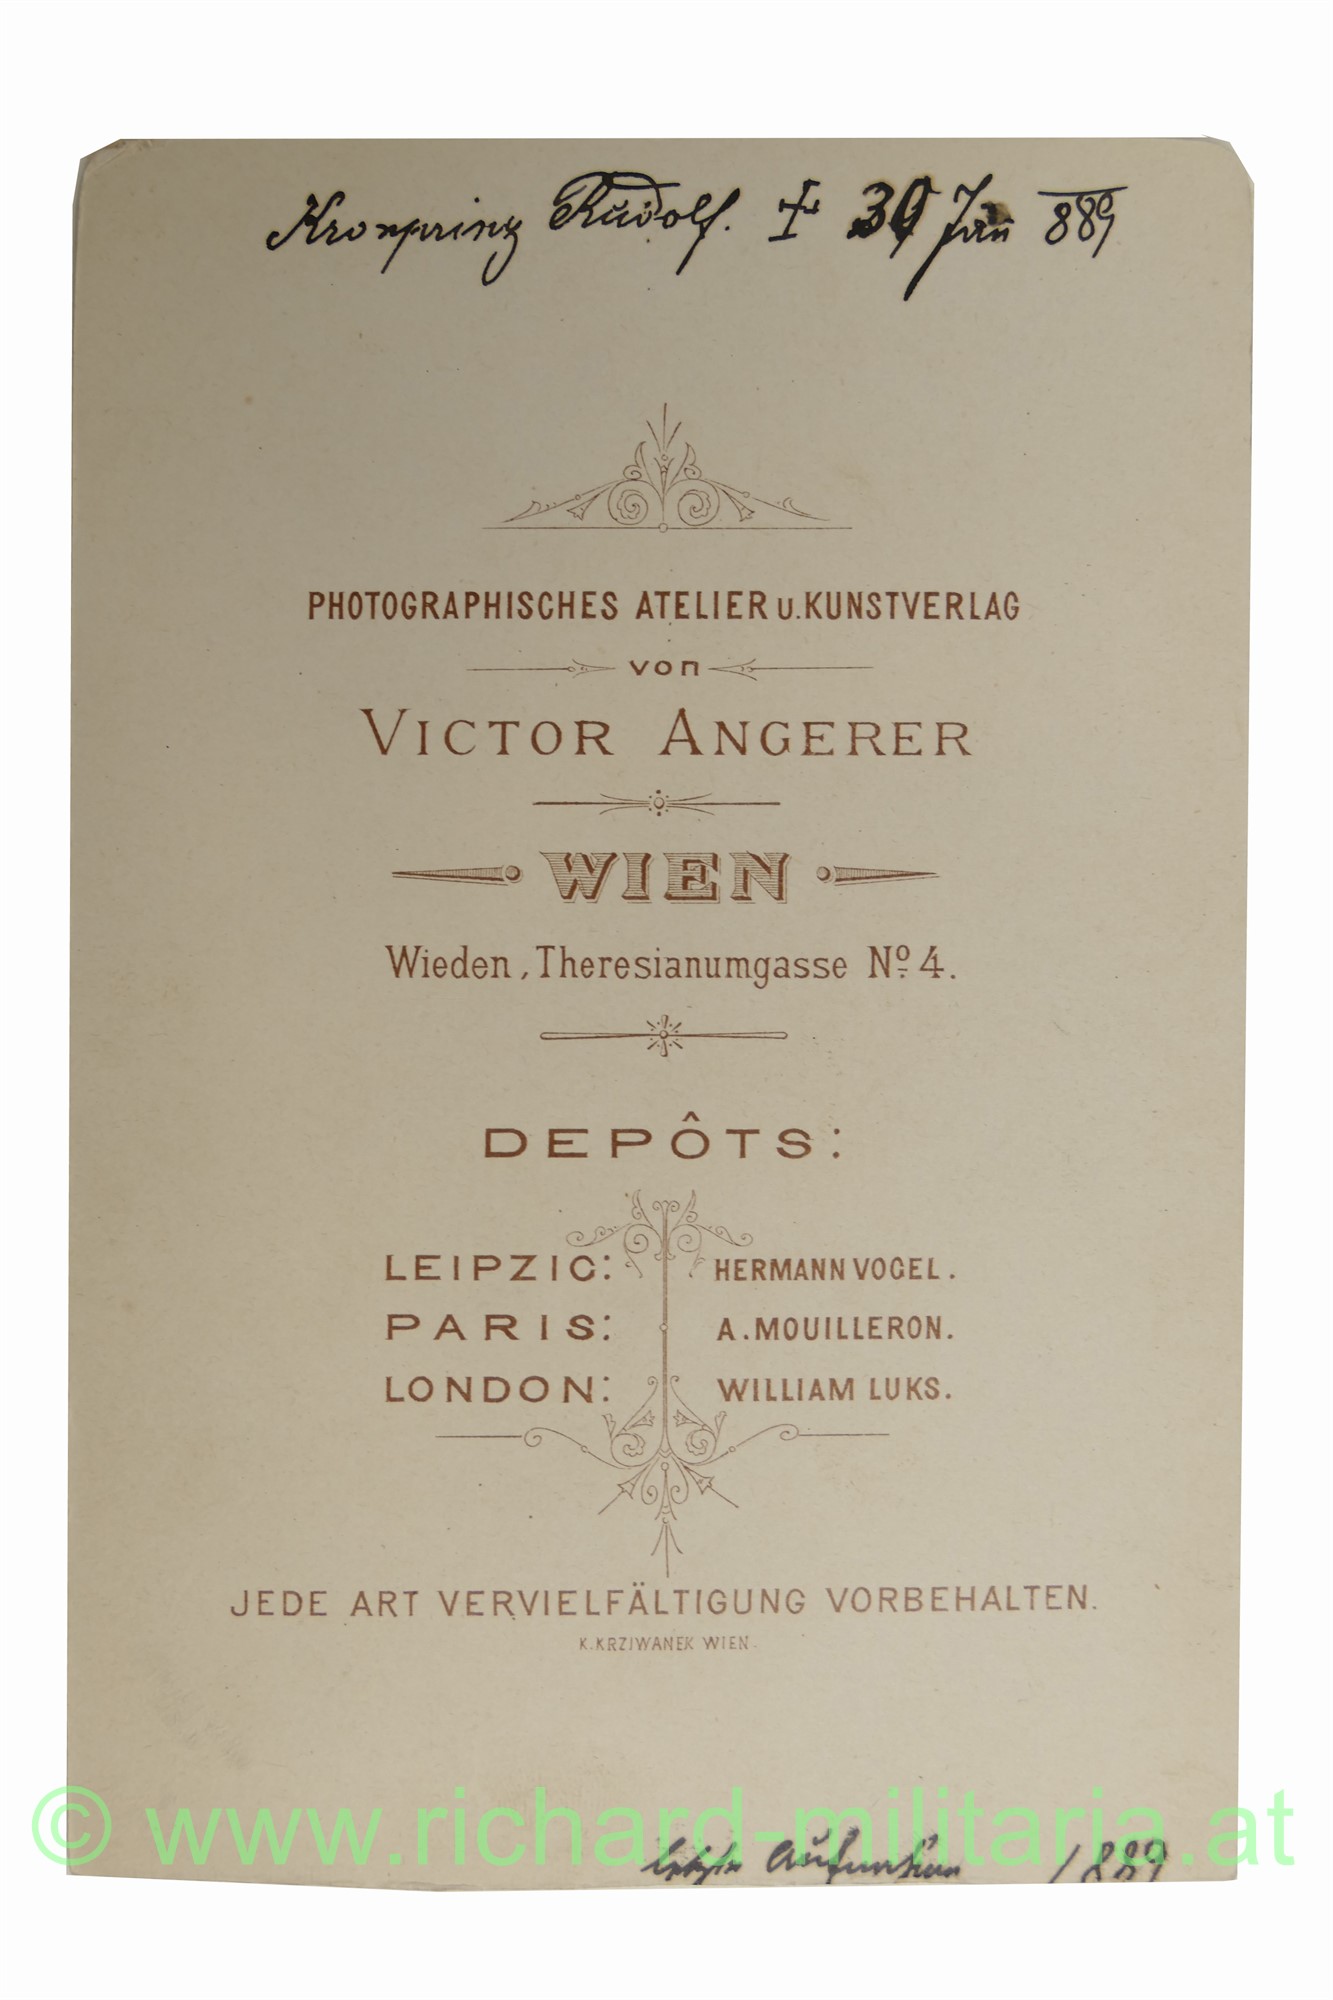 Kronprinz Rudolf. † 30 Jan 889
PHOTOGRAPHISCHES ATELIER u. KUNSTVERLAG
von
VICTOR ANGERER
WIEN
Wieden, Theresianumgasse Nº 4.
DEPÔTS:
LEIPZIG: HERMANN VOGEL.
PARIS: A. MOUILLERON.
LONDON: WILLIAM LUKS.
JEDE ART VERVIELFÄLTIGUNG VORBEHALTEN.
K. KRZIWANEK WIEN.
© www.richard-militaria.at
letzte Aufnahme 1889